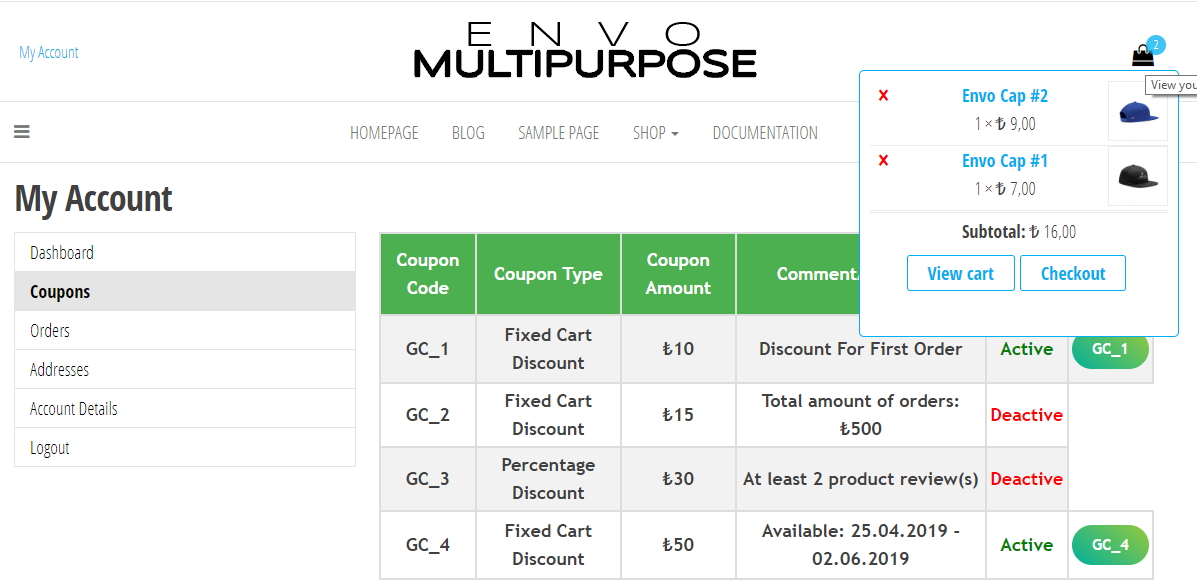 My Account
ENVO
MULTIPURPOSE
2
View you
HOMEPAGE
BLOG
SAMPLE PAGE
SHOP
DOCUMENTATION
x Envo Cap #2
1 × ₺ 9,00
x Envo Cap #1
1 × ₺ 7,00
Subtotal: ₺ 16,00
View cart
Checkout
My Account
Dashboard
Coupons
Orders
Addresses
Account Details
Logout
Coupon
Code
Coupon Type
Coupon
Amount
Comment
GC_1
Fixed Cart
Discount
₺10
Discount For First Order
Active
GC_1
GC_2
Fixed Cart
Discount
₺15
Total amount of orders:
₺500
Deactive
GC_3
Percentage
Discount
₺30
At least 2 product review(s)
Deactive
GC_4
Fixed Cart
Discount
₺50
Available: 25.04.2019 -
02.06.2019
Active
GC_4